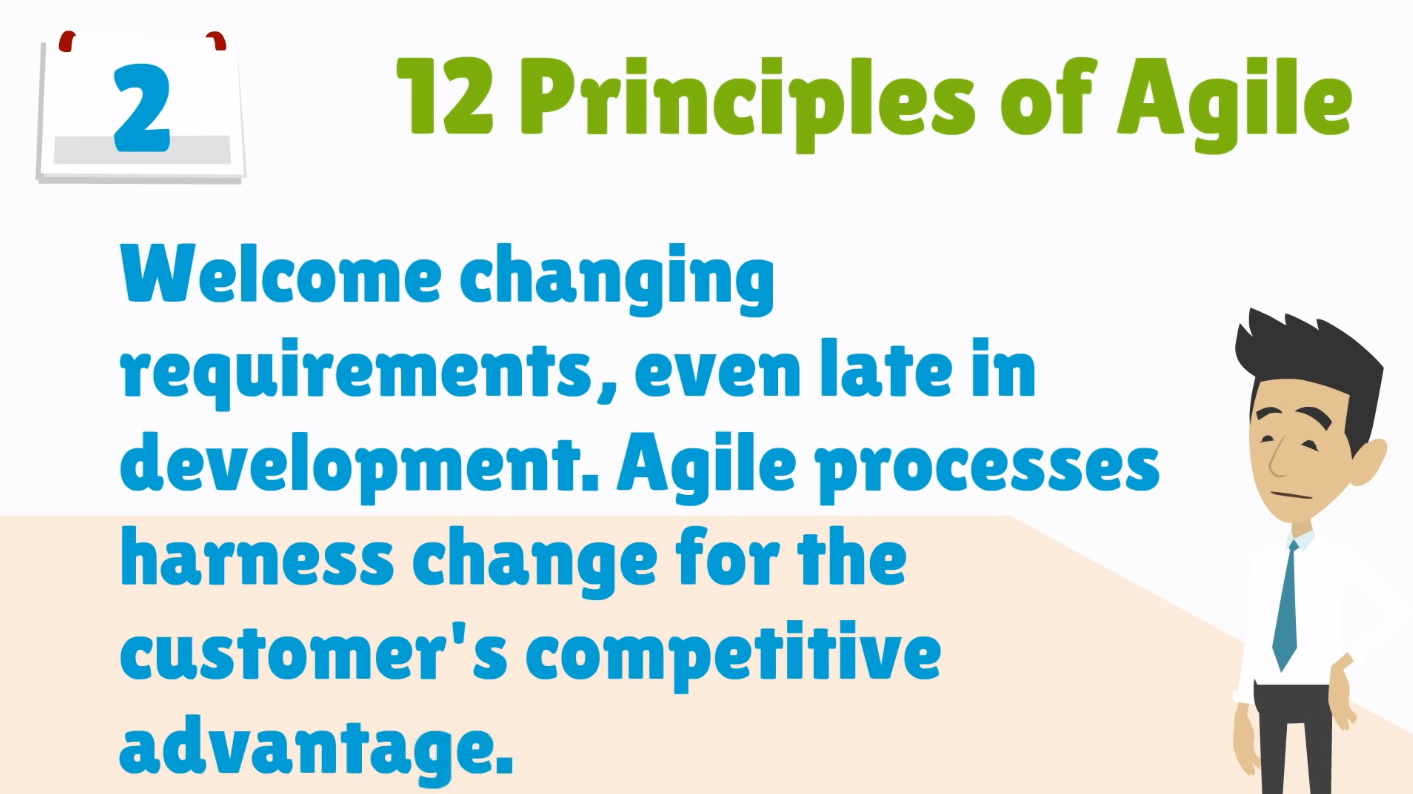 2
12 Principles of Agile
Welcome changing
requirements, even late in
development. Agile processes
harness change for the
customer's competitive
advantage.